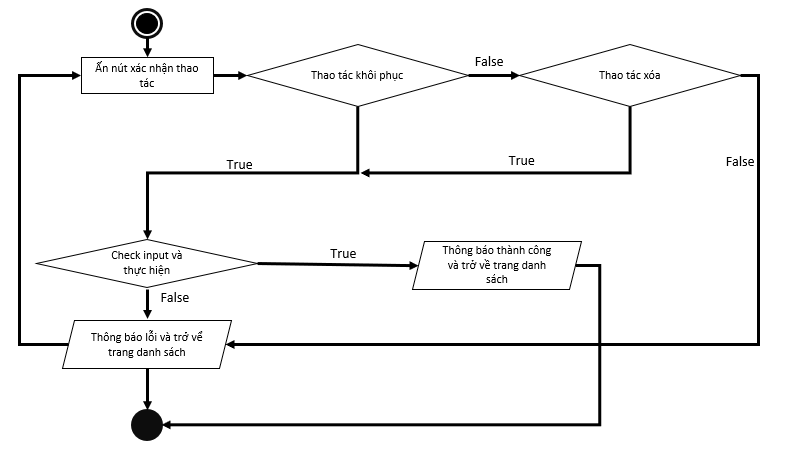 Ấn nút xác nhận thao
tác
Thao tác khôi phục
False
Thao tác xóa
True
True
False
Check input và
thực hiện
True
Thông báo thành công
và trở về trang danh
sách
False
Thông báo lỗi và trở về
trang danh sách